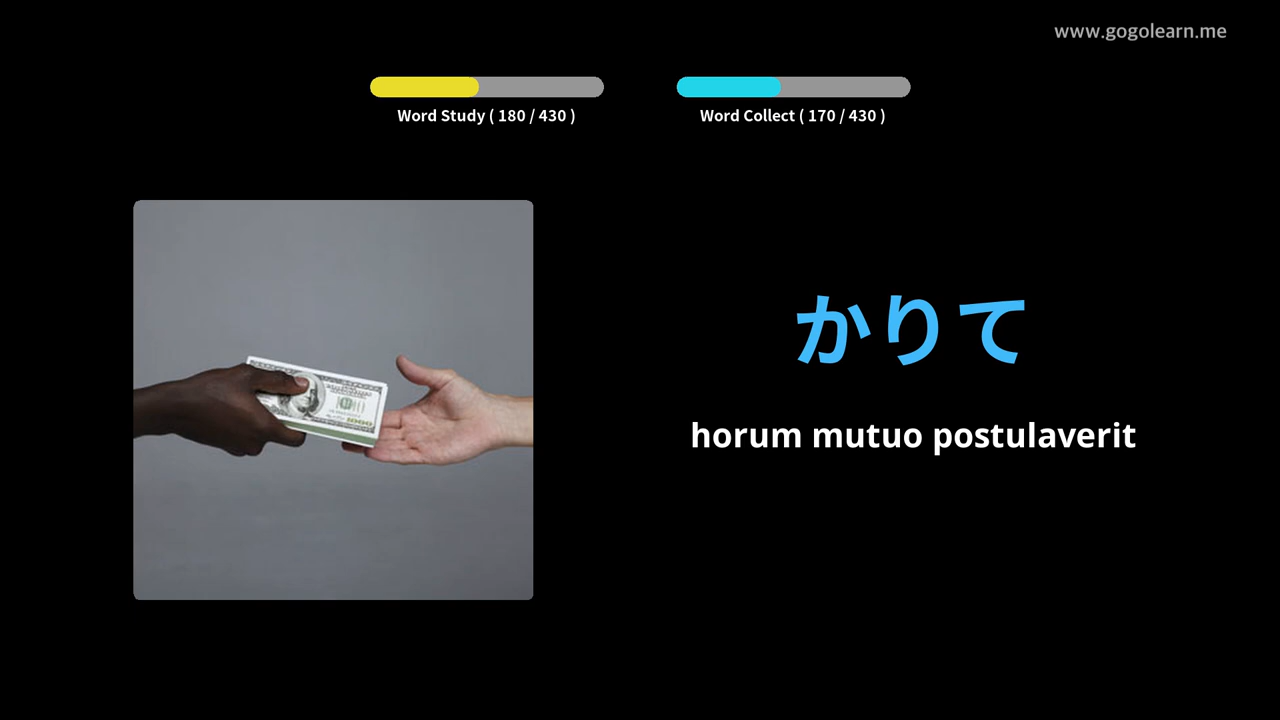 www.gogolearn.me
Word Study ( 180 / 430 )
Word Collect ( 170 / 430 )
かりて
horum mutuo postulaverit